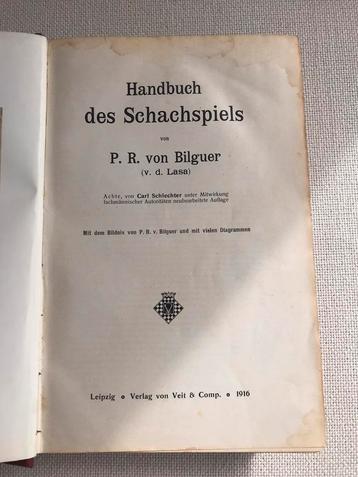 Handbuch
des Schachspiels
von
P. R. von Bilguer
(v. d. Lasa)
Achte, von Carl Schlechter unter Mitwirkung
fachmännischer Autoritäten neubearbeitete Auflage
Mit dem Bildnis von P. R. v. Bilguer und mit vielen Diagrammen
Leipzig • Verlag von Veit & Comp. • 1916